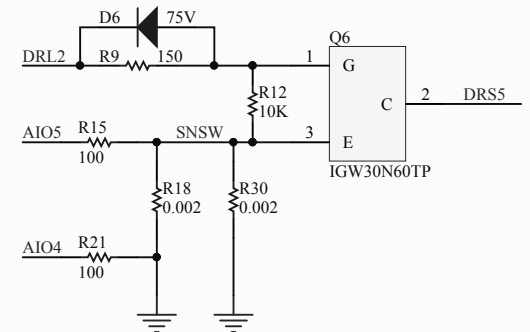 D6 75V
Q6
DRL2 R9 150 1 G
R12
10K
C 2 DRS5
AIO5 R15 SNSW 3 E
100
IGW30N60TP
R18 R30
0.002 0.002
AIO4 R21
100